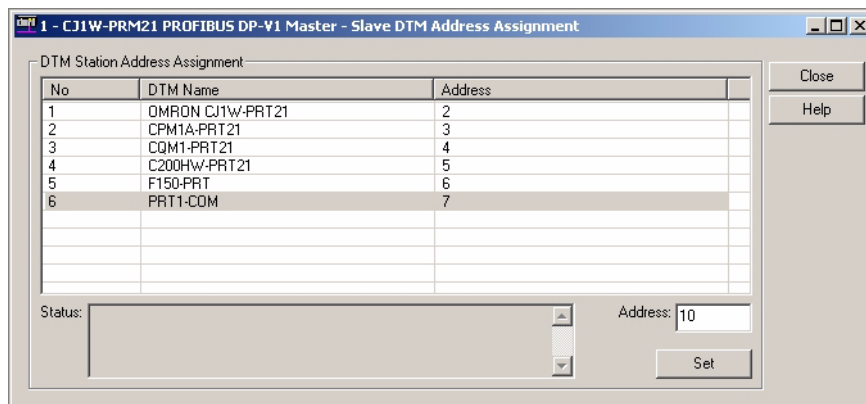 1 - CJ1W-PRM21 PROFIBUS DP-V1 Master - Slave DTM Address Assignment
DTM Station Address Assignment
No DTM Name Address
1 OMRON CJ1W-PRT21 2
2 CPM1A-PRT21 3
3 CQM1-PRT21 4
4 C200HW-PRT21 5
5 F150-PRT 6
6 PRT1-COM 7
Close
Help
Status:
Address: 10
Set